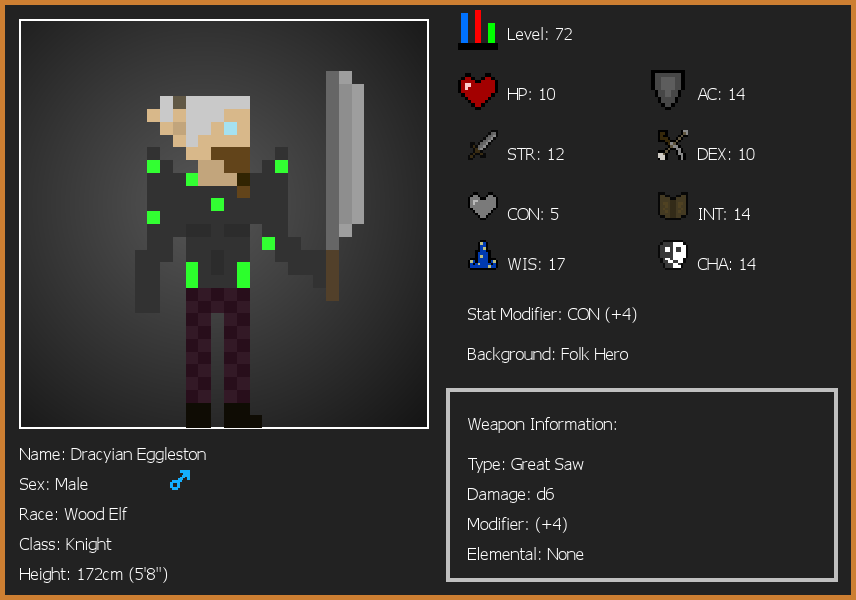 Level: 72
HP: 10
AC: 14
STR: 12
DEX: 10
CON: 5
INT: 14
WIS: 17
CHA: 14
Stat Modifier: CON (+4)
Background: Folk Hero
Weapon Information:
Type: Great Saw
Damage: d6
Modifier: (+4)
Elemental: None
Name: Dracyian Eggleston
Sex: Male
Race: Wood Elf
Class: Knight
Height: 172cm (5'8")